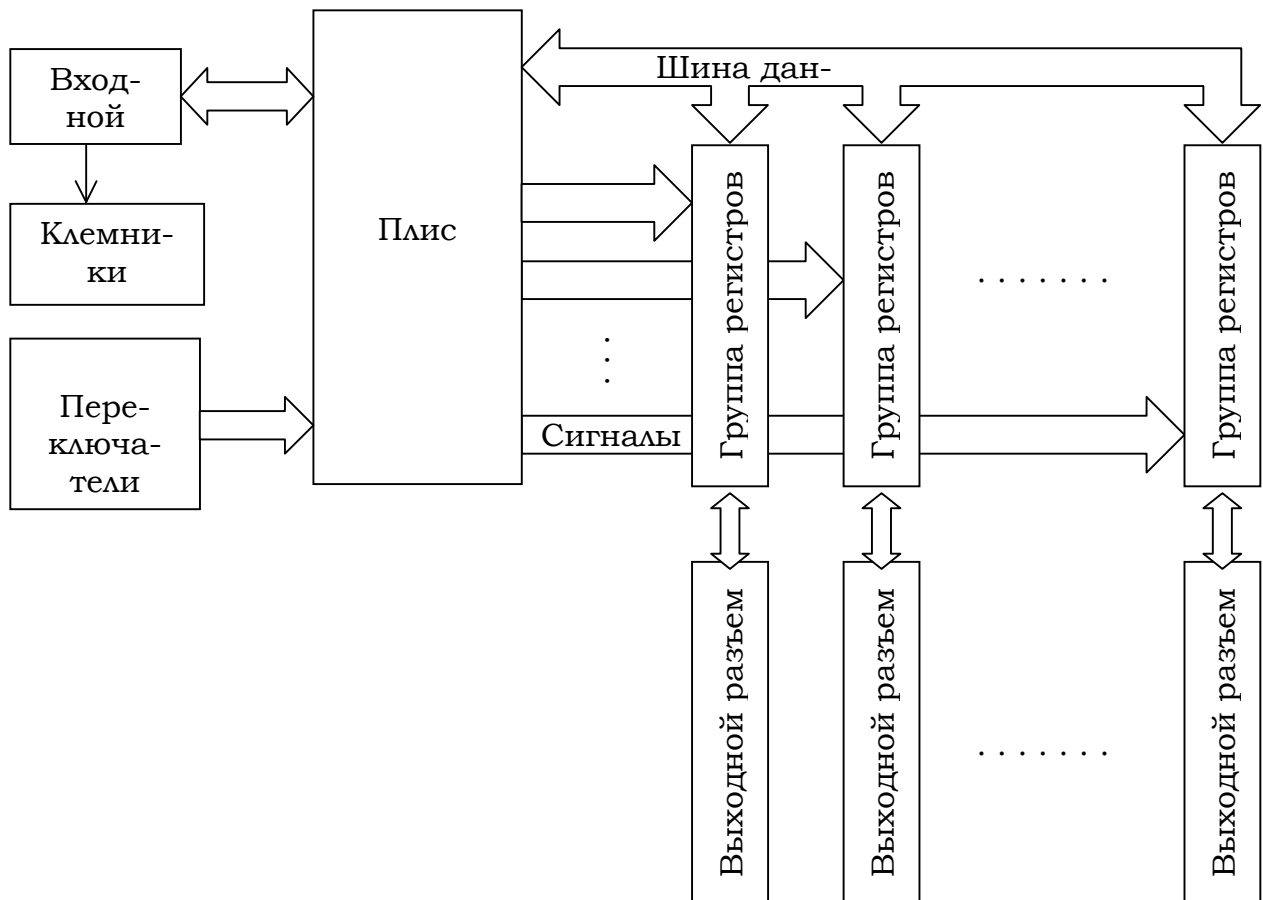 Вход-
ной
Шина дан-
Клемни-
ки
Плис
Пере-
ключа-
тели
Сигналы
Группа регистров
Группа регистров
. . . . . . .
Группа регистров
Выходной разъем
Выходной разъем
. . . . . . .
Выходной разъем